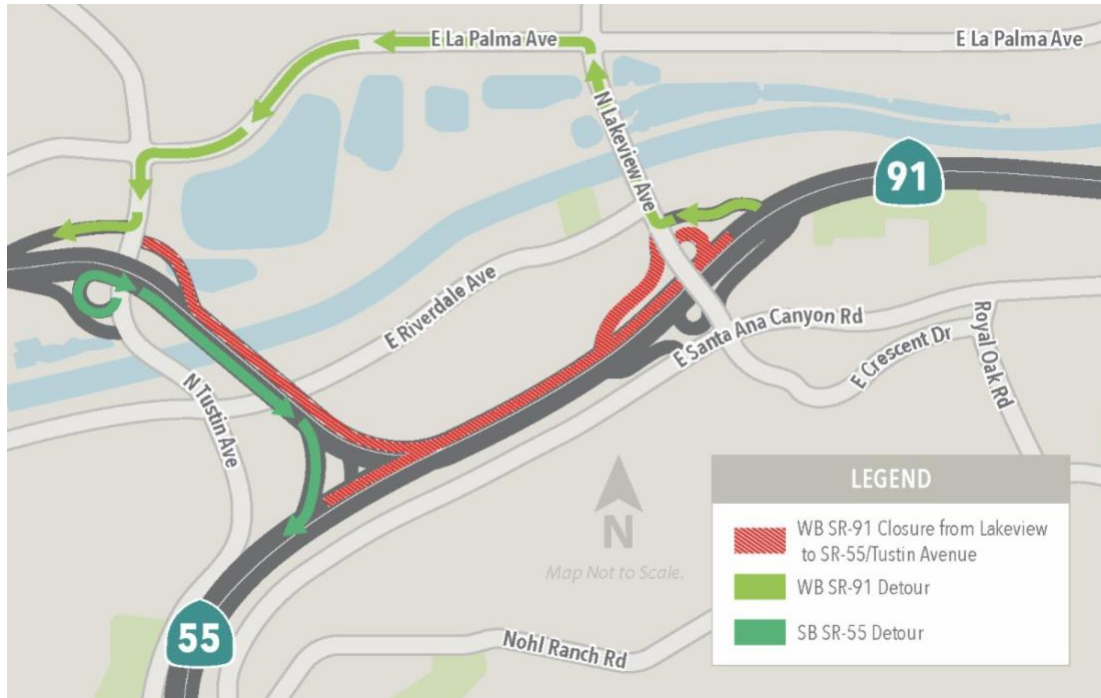 E La Palma Ave
E La Palma Ave
N Lakeview Ave
91
E Riverdale Ave
E Santa Ana Canyon Rd
E Crescent Dr
Royal Oak Rd
N Tustin Ave
N
Map Not to Scale.
55
Nohl Ranch Rd
LEGEND
WB SR-91 Closure from Lakeview
to SR-55/Tustin Avenue
WB SR-91 Detour
SB SR-55 Detour